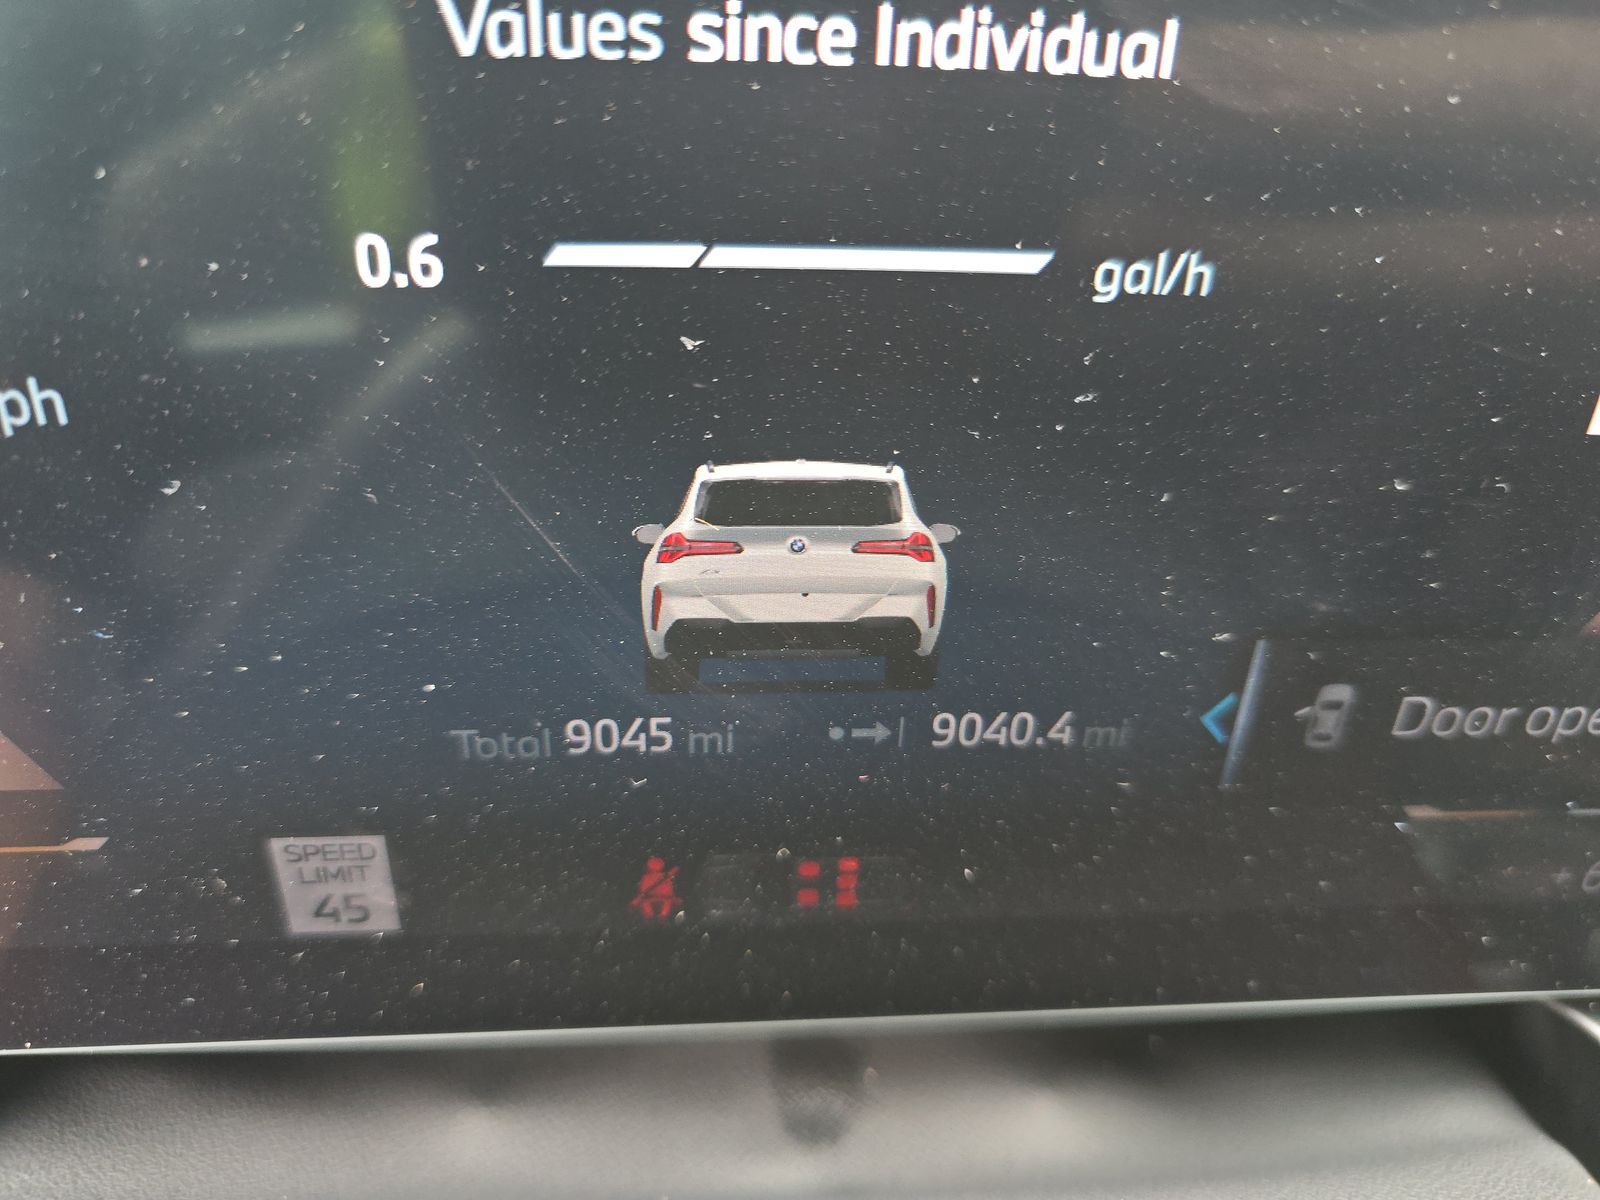 Values since Individual
0.6 gal/h
ph
Total 9045 mi 9040.4 mi
Door ope
SPEED
LIMIT
45